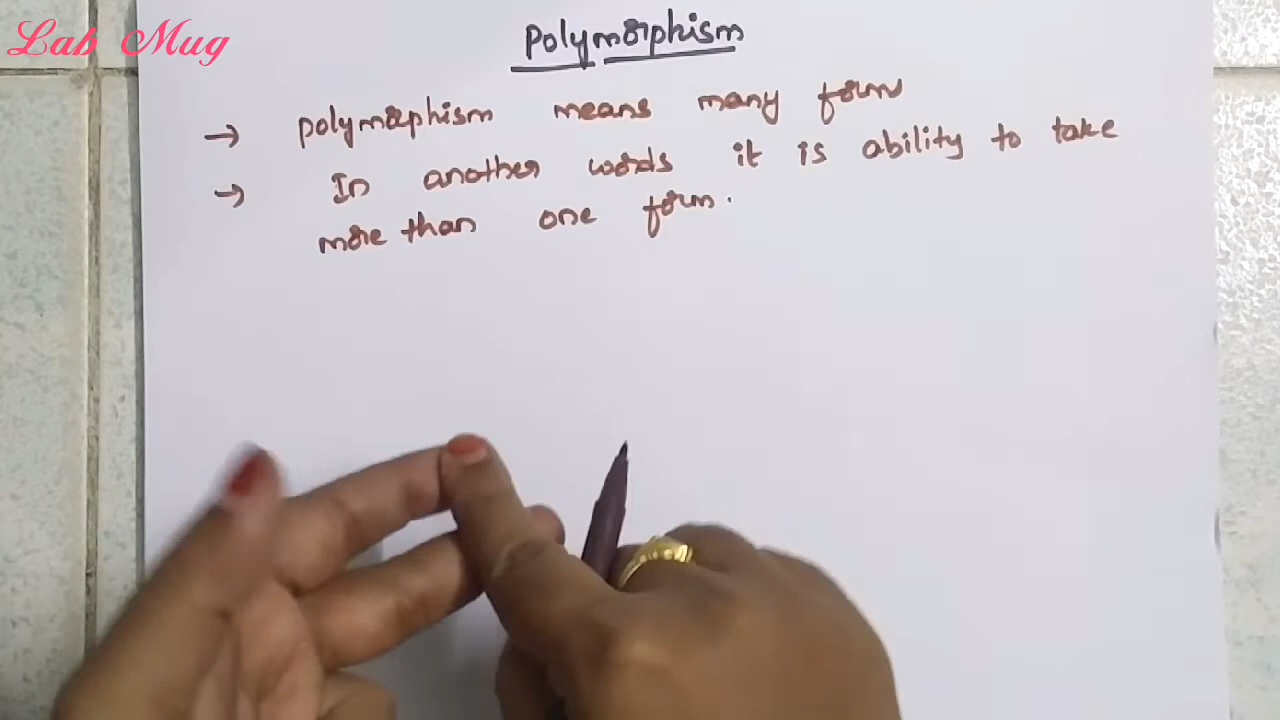 Lab Mug
Polymorphism
→ polymorphism means many form
→ In another words it is ability to take
more than one form.